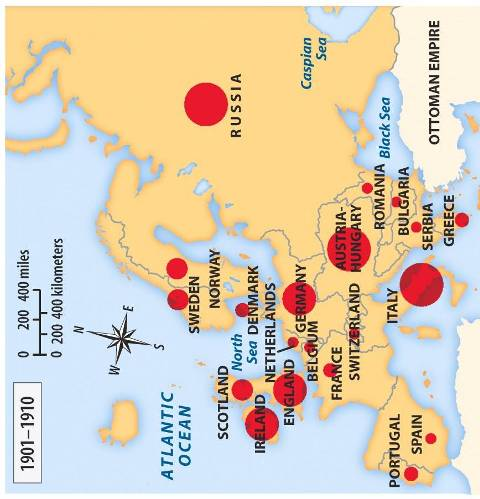 1901–1910
0 200 400 miles
0 200 400 kilometers
N
E
S
W
ATLANTIC
OCEAN
North
Sea
Caspian
Sea
Black Sea
RUSSIA
SWEDEN
NORWAY
DENMARK
SCOTLAND
IRELAND
ENGLAND
NETHERLANDS
BELGIUM
GERMANY
FRANCE
SWITZERLAND
AUSTRIA-
HUNGARY
ITALY
ROMANIA
BULGARIA
SERBIA
GREECE
OTTOMAN EMPIRE
PORTUGAL
SPAIN